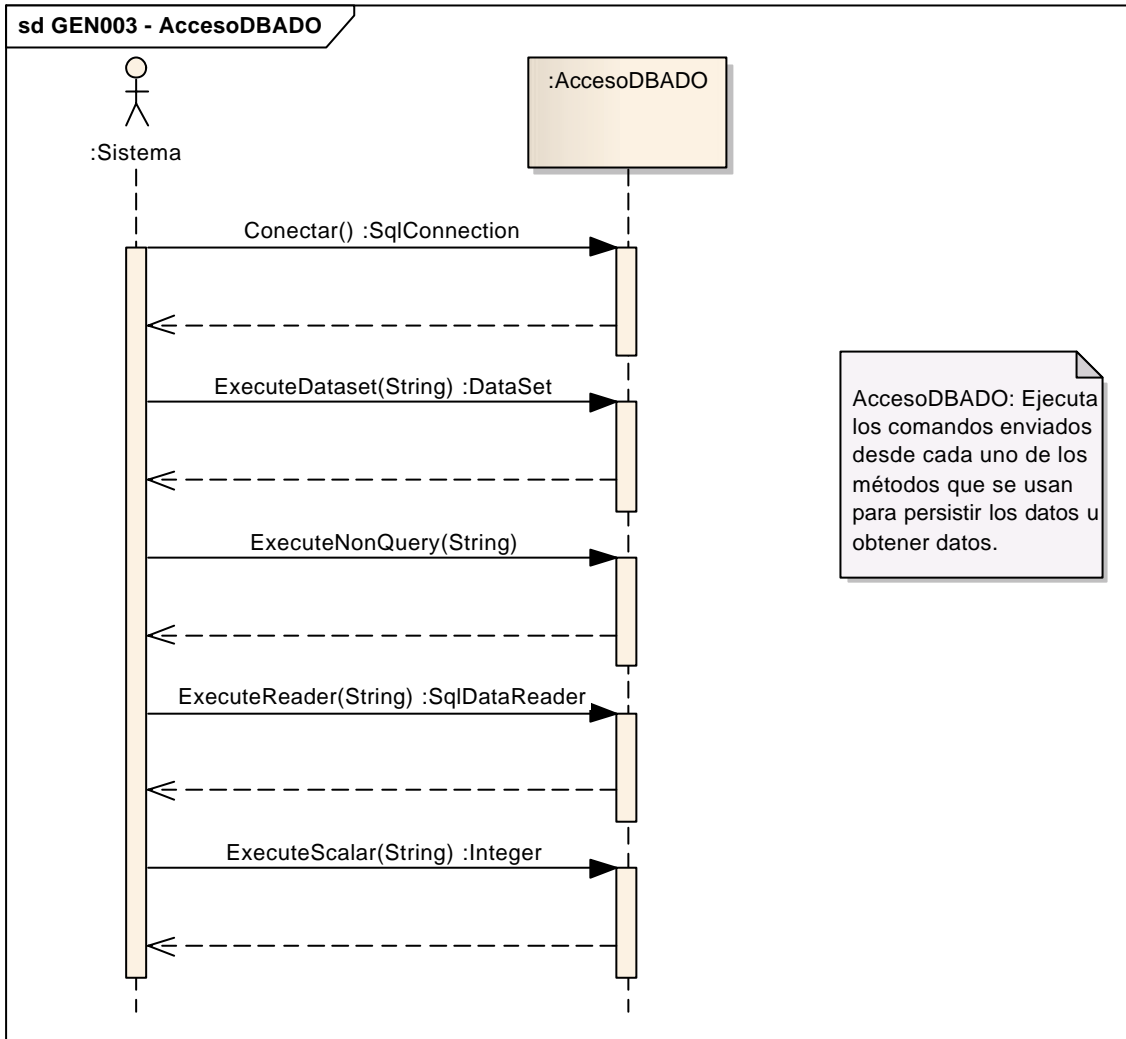 sd GEN003 - AccesoDBADO
:Sistema
:AccesoDBADO
Conectar() :SqlConnection
ExecuteDataset(String) :DataSet
ExecuteNonQuery(String)
ExecuteReader(String) :SqlDataReader
ExecuteScalar(String) :Integer
AccesoDBADO: Ejecuta
los comandos enviados
desde cada uno de los
métodos que se usan
para persistir los datos u
obtener datos.